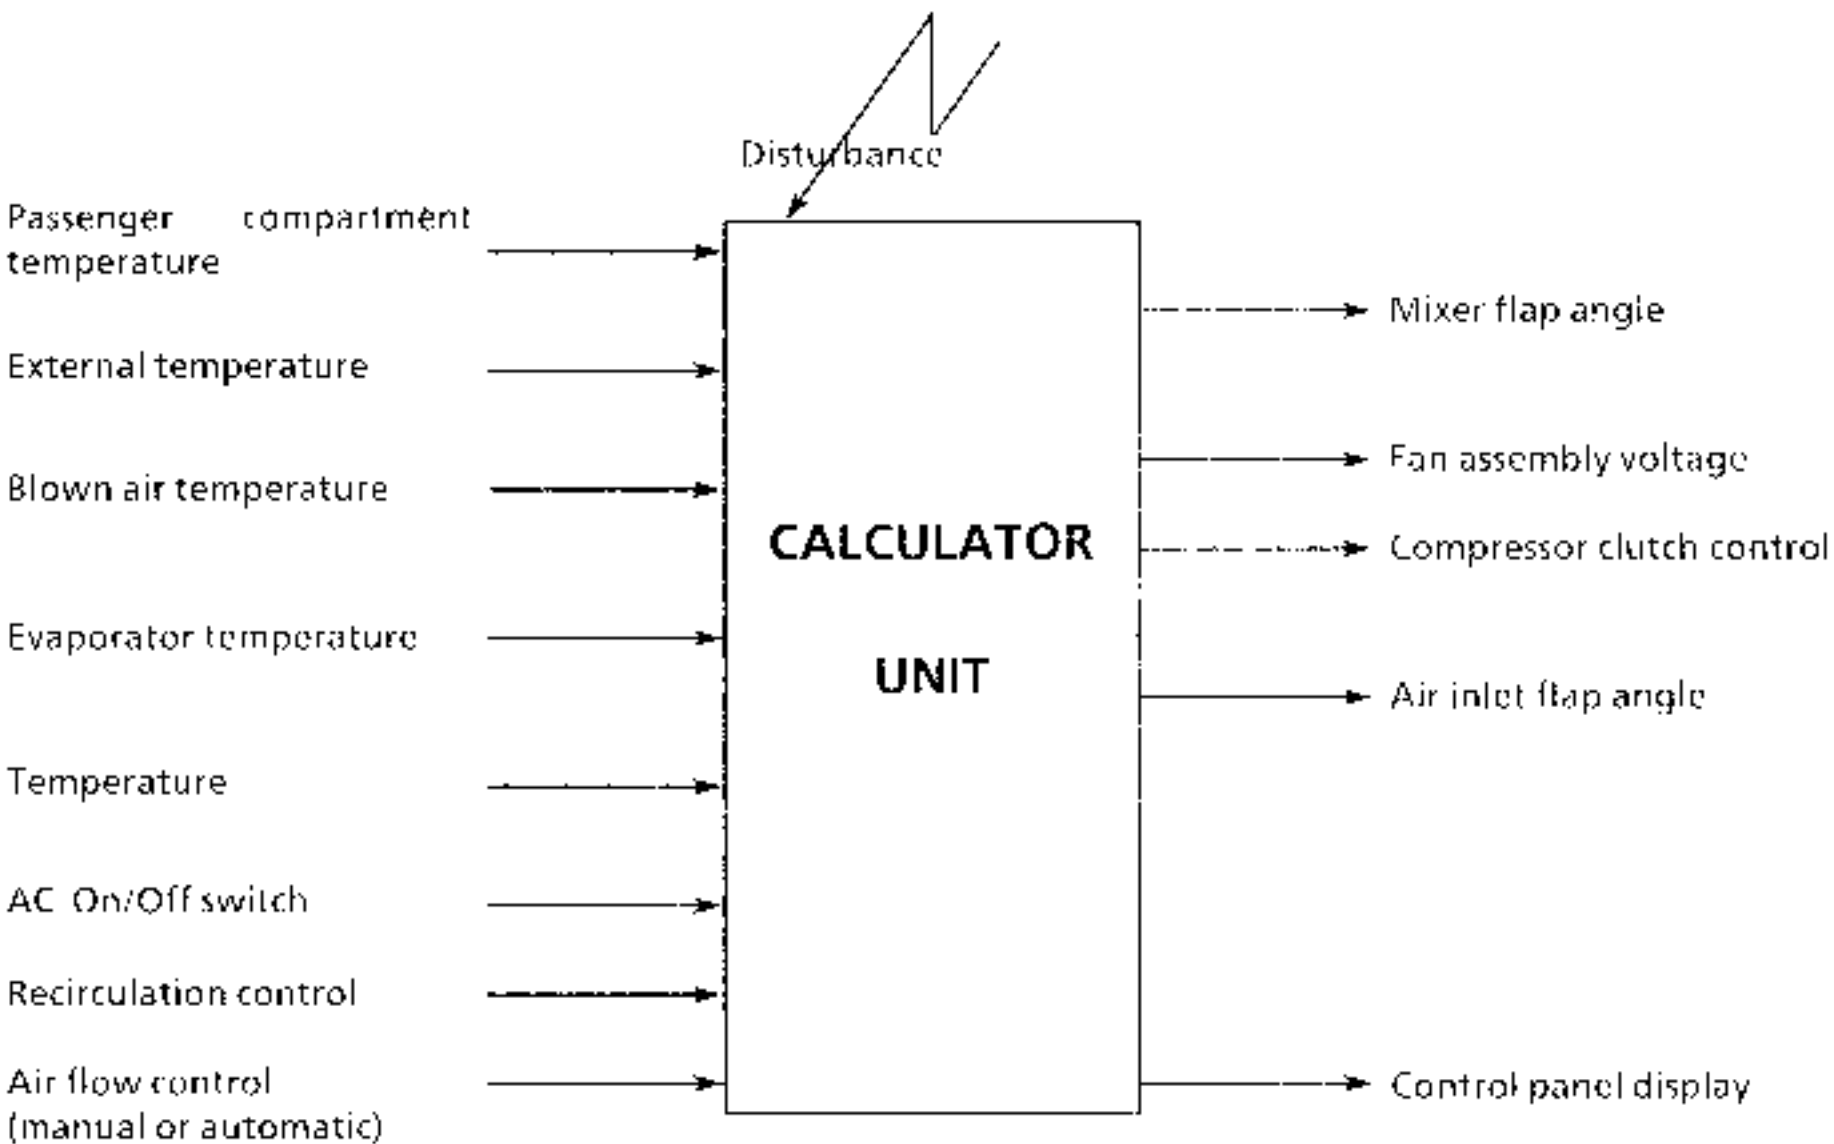 Disturbance
Passenger compartment
temperature
External temperature
Blown air temperature
Evaporator temperature
Temperature
AC On/Off switch
Recirculation control
Air flow control
(manual or automatic)
CALCULATOR
UNIT
Mixer flap angle
Fan assembly voltage
Compressor clutch control
Air inlet flap angle
Control panel display